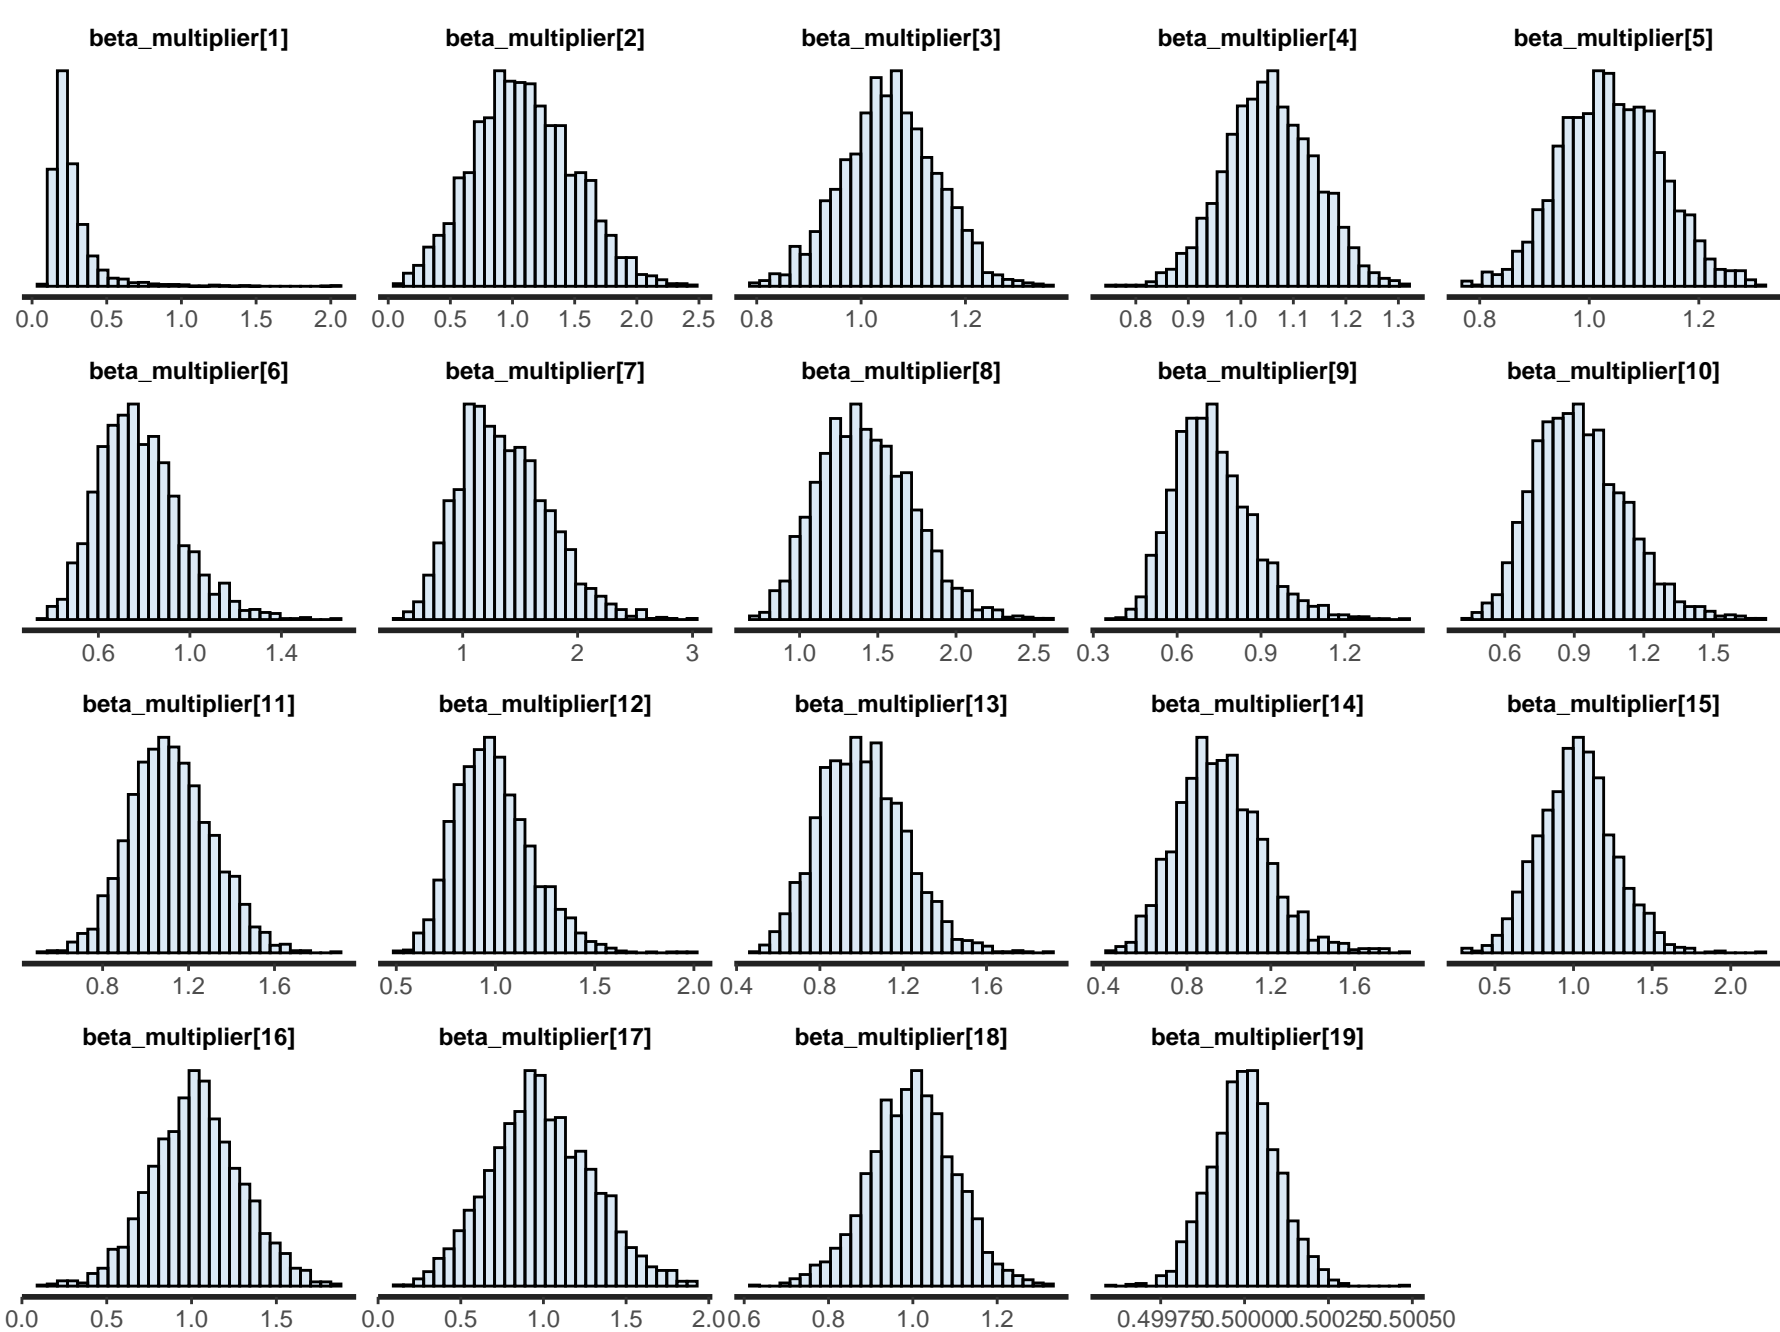 beta_multiplier[1] beta_multiplier[2] beta_multiplier[3] beta_multiplier[4] beta_multiplier[5]
0.0 0.5 1.0 1.5 2.0 0.0 0.5 1.0 1.5 2.0 2.5 0.8 1.0 1.2 0.8 0.9 1.0 1.1 1.2 1.3 0.8 1.0 1.2
beta_multiplier[6] beta_multiplier[7] beta_multiplier[8] beta_multiplier[9] beta_multiplier[10]
0.6 1.0 1.4 1 2 3 1.0 1.5 2.0 2.5 0.3 0.6 0.9 1.2 0.6 0.9 1.2 1.5
beta_multiplier[11] beta_multiplier[12] beta_multiplier[13] beta_multiplier[14] beta_multiplier[15]
0.8 1.2 1.6 0.5 1.0 1.5 2.0 0.4 0.8 1.2 1.6 0.4 0.8 1.2 1.6 0.5 1.0 1.5 2.0
beta_multiplier[16] beta_multiplier[17] beta_multiplier[18] beta_multiplier[19]
0.0 0.5 1.0 1.5 0.0 0.5 1.0 1.5 2.0 0.6 0.8 1.0 1.2 0.49975 0.50000 0.50025 0.50050